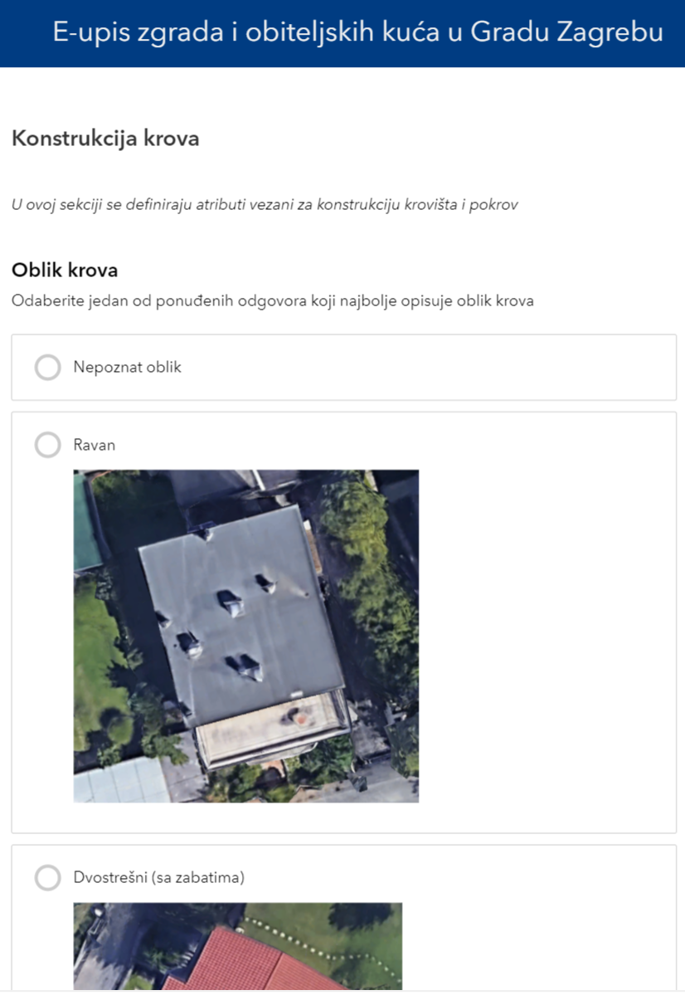 E-upis zgrada i obiteljskih kuća u Gradu Zagrebu
Konstrukcija krova
U ovoj sekciji se definiraju atributi vezani za konstrukciju krovišta i pokrov
Oblik krova
Odaberite jedan od ponuđenih odgovora koji najbolje opisuje oblik krova
Nepoznat oblik
Ravan
Dvostrešni (sa zabatima)